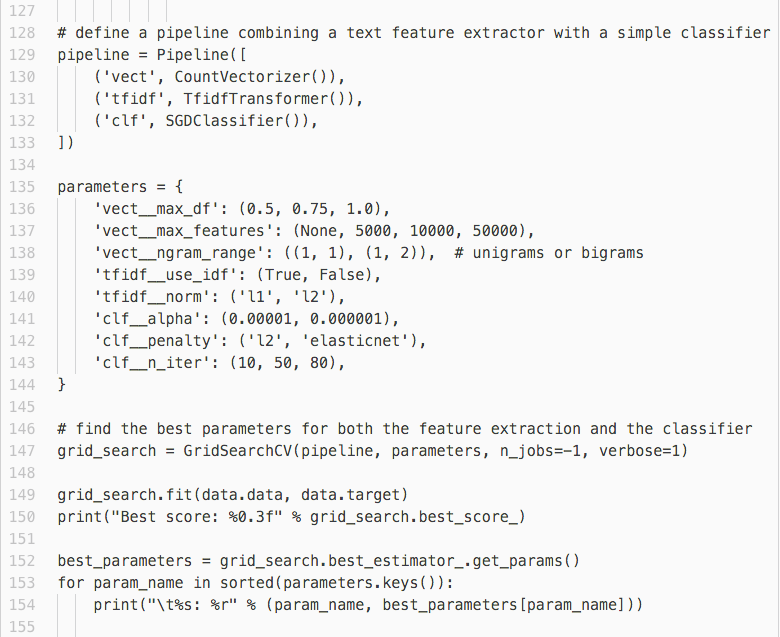 127
128 # define a pipeline combining a text feature extractor with a simple classifier
129 pipeline = Pipeline([
130     ('vect', CountVectorizer()),
131     ('tfidf', TfidfTransformer()),
132     ('clf', SGDClassifier()),
133 ])
134
135 parameters = {
136     'vect__max_df': (0.5, 0.75, 1.0),
137     'vect__max_features': (None, 5000, 10000, 50000),
138     'vect__ngram_range': ((1, 1), (1, 2)),  # unigrams or bigrams
139     'tfidf__use_idf': (True, False),
140     'tfidf__norm': ('l1', 'l2'),
141     'clf__alpha': (0.00001, 0.000001),
142     'clf__penalty': ('l2', 'elasticnet'),
143     'clf__n_iter': (10, 50, 80),
144 }
145
146 # find the best parameters for both the feature extraction and the classifier
147 grid_search = GridSearchCV(pipeline, parameters, n_jobs=-1, verbose=1)
148
149 grid_search.fit(data.data, data.target)
150 print("Best score: %0.3f" % grid_search.best_score_)
151
152 best_parameters = grid_search.best_estimator_.get_params()
153 for param_name in sorted(parameters.keys()):
154     print("\t%s: %r" % (param_name, best_parameters[param_name]))
155